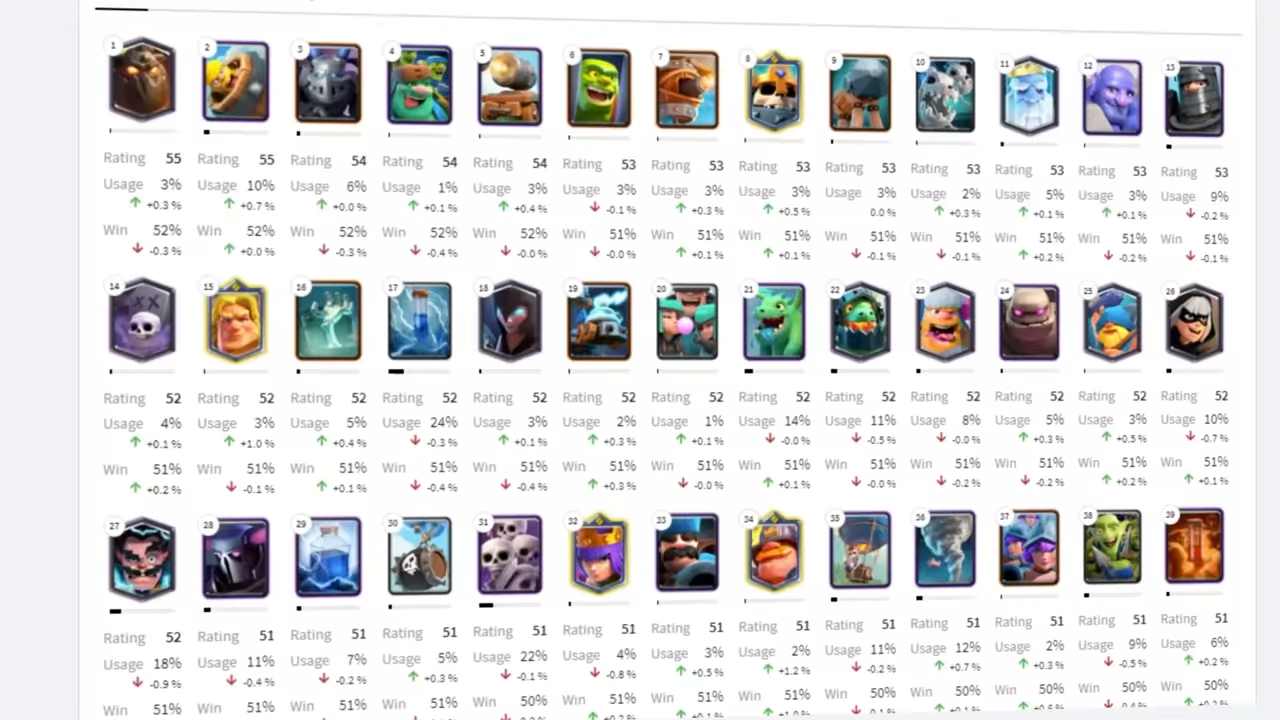 1 2 3 4 5 6 7 8 9 10 11 12 13
Rating 55 Rating 55 Rating 54 Rating 54 Rating 54 Rating 53 Rating 53 Rating 53 Rating 53 Rating 53 Rating 53 Rating 53 Rating 53
Usage 3% Usage 10% Usage 6% Usage 1% Usage 3% Usage 3% Usage 3% Usage 3% Usage 3% Usage 2% Usage 5% Usage 3% Usage 9%
+0.3 % +0.7 % +0.0 % +0.1 % +0.4 % -0.1 % +0.3 % +0.5 % 0.0 % +0.3 % +0.1 % +0.1 % -0.2 %
Win 52% Win 52% Win 52% Win 52% Win 52% Win 51% Win 51% Win 51% Win 51% Win 51% Win 51% Win 51% Win 51%
-0.3 % +0.0 % -0.3 % -0.4 % -0.0 % -0.0 % +0.1 % +0.1 % -0.1 % -0.1 % +0.2 % -0.2 % -0.1 %
14 15 16 17 18 19 20 21 22 23 24 25 26
Rating 52 Rating 52 Rating 52 Rating 52 Rating 52 Rating 52 Rating 52 Rating 52 Rating 52 Rating 52 Rating 52 Rating 52 Rating 52
Usage 4% Usage 3% Usage 5% Usage 24% Usage 3% Usage 2% Usage 1% Usage 14% Usage 11% Usage 8% Usage 5% Usage 3% Usage 10%
+0.1 % +1.0 % +0.4 % -0.3 % +0.1 % +0.3 % +0.1 % -0.0 % -0.5 % -0.0 % +0.3 % +0.5 % -0.7 %
Win 51% Win 51% Win 51% Win 51% Win 51% Win 51% Win 51% Win 51% Win 51% Win 51% Win 51% Win 51% Win 51%
+0.2 % -0.1 % +0.1 % -0.4 % -0.4 % +0.3 % -0.0 % +0.1 % -0.0 % -0.2 % -0.2 % +0.2 % +0.1 %
27 28 29 30 31 32 33 34 35 36 37 38 39
Rating 52 Rating 51 Rating 51 Rating 51 Rating 51 Rating 51 Rating 51 Rating 51 Rating 51 Rating 51 Rating 51 Rating 51 Rating 51
Usage 18% Usage 11% Usage 7% Usage 5% Usage 22% Usage 4% Usage 3% Usage 2% Usage 11% Usage 12% Usage 2% Usage 9% Usage 6%
-0.9 % -0.4 % -0.2 % +0.3 % -0.1 % -0.8 % +0.5 % +1.2 % -0.2 % +0.7 % +0.3 % -0.5 % +0.2 %
Win 51% Win 51% Win 51% Win 51% Win 50% Win 51% Win 51% Win 51% Win 50% Win 50% Win 51% Win 50% Win 50%